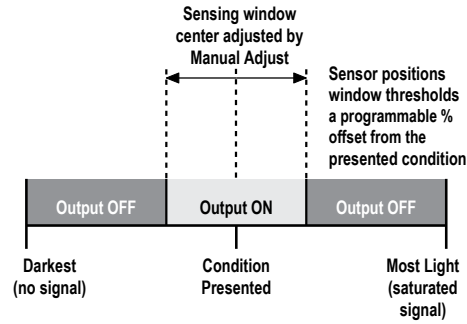 Sensing window
center adjusted by
Manual Adjust
Sensor positions
window thresholds
a programmable %
offset from the
presented condition
Output OFF
Output ON
Output OFF
Darkest
(no signal)
Condition
Presented
Most Light
(saturated
signal)